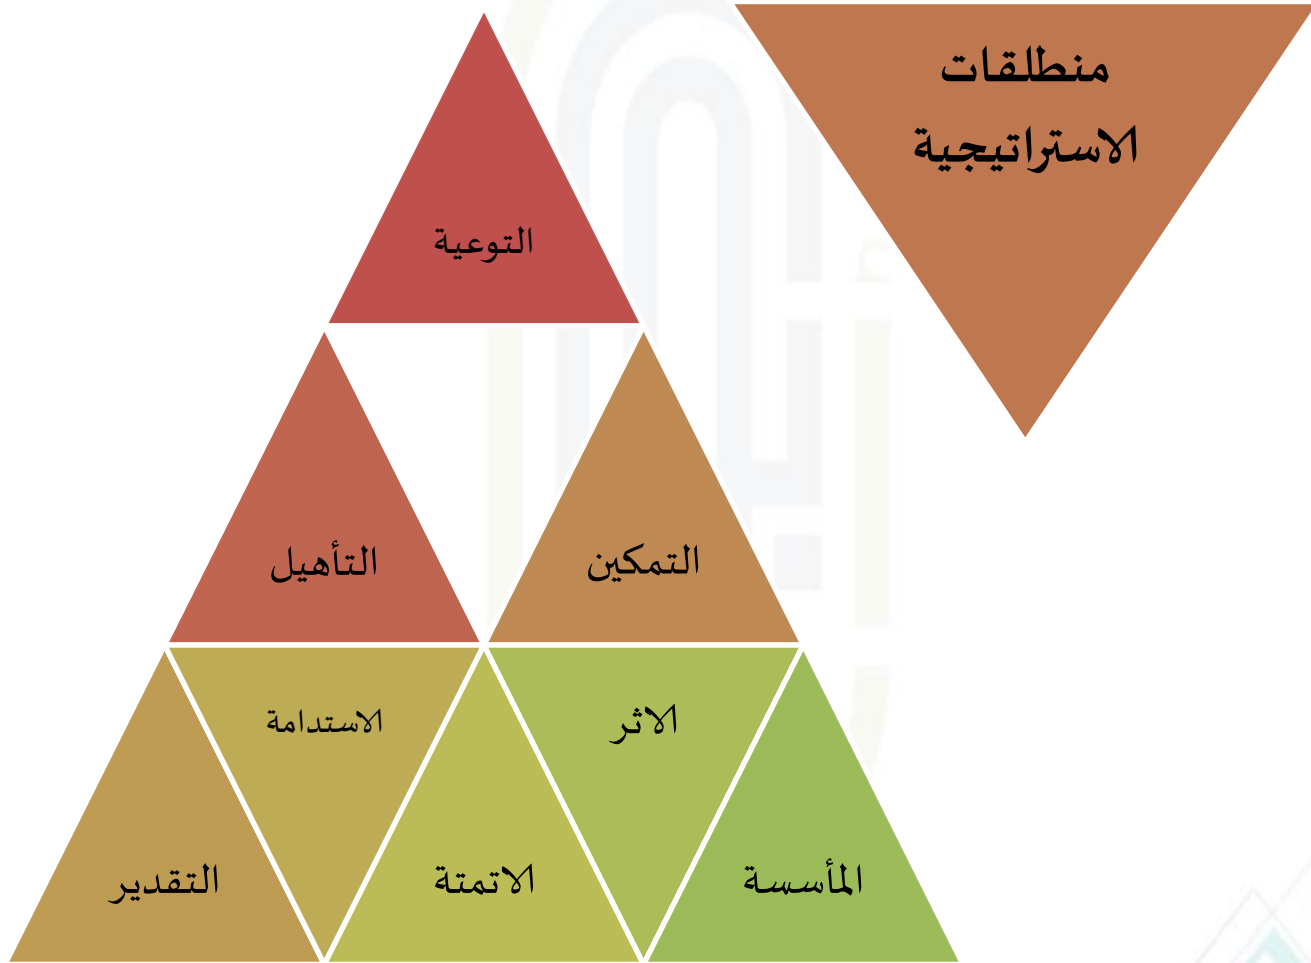 منطلقات
الاستراتيجية
التوعية
التمكين
التأهيل
الاثر
الاستدامة
المأسسة
الاتمتة
التقدير